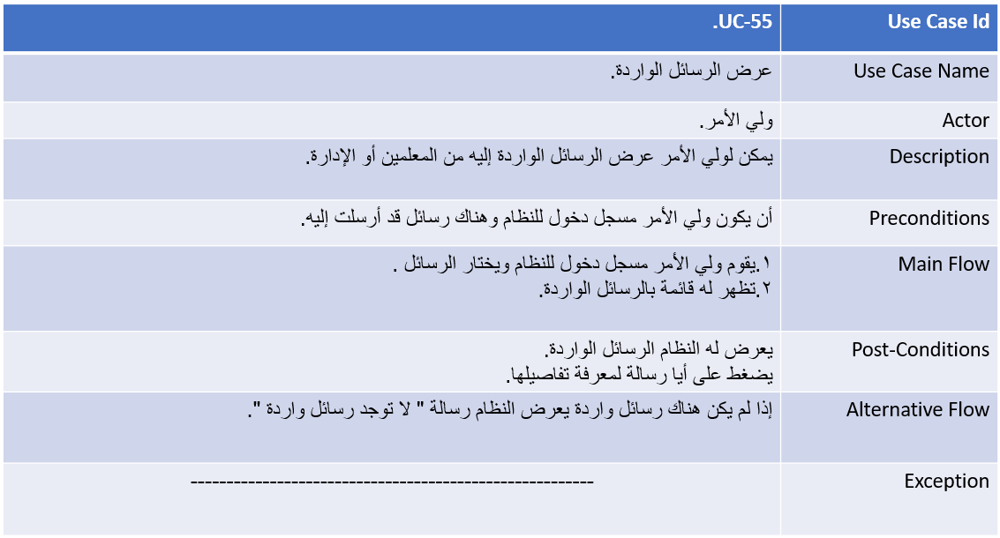 Use Case Id
UC-55.
Use Case Name
عرض الرسائل الواردة.
Actor
ولي الأمر.
Description
يمكن لولي الأمر عرض الرسائل الواردة إليه من المعلمين أو الإدارة.
Preconditions
أن يكون ولي الأمر مسجل دخول للنظام وهناك رسائل قد أرسلت إليه.
Main Flow
١.يقوم ولي الأمر مسجل دخول للنظام ويختار الرسائل .
٢.تظهر له قائمة بالرسائل الواردة.
Post-Conditions
يعرض له النظام الرسائل الواردة.
يضغط على أيا رسالة لمعرفة تفاصيلها.
Alternative Flow
إذا لم يكن هناك رسائل واردة يعرض النظام رسالة " لا توجد رسائل واردة ".
Exception
--------------------------------------------------------